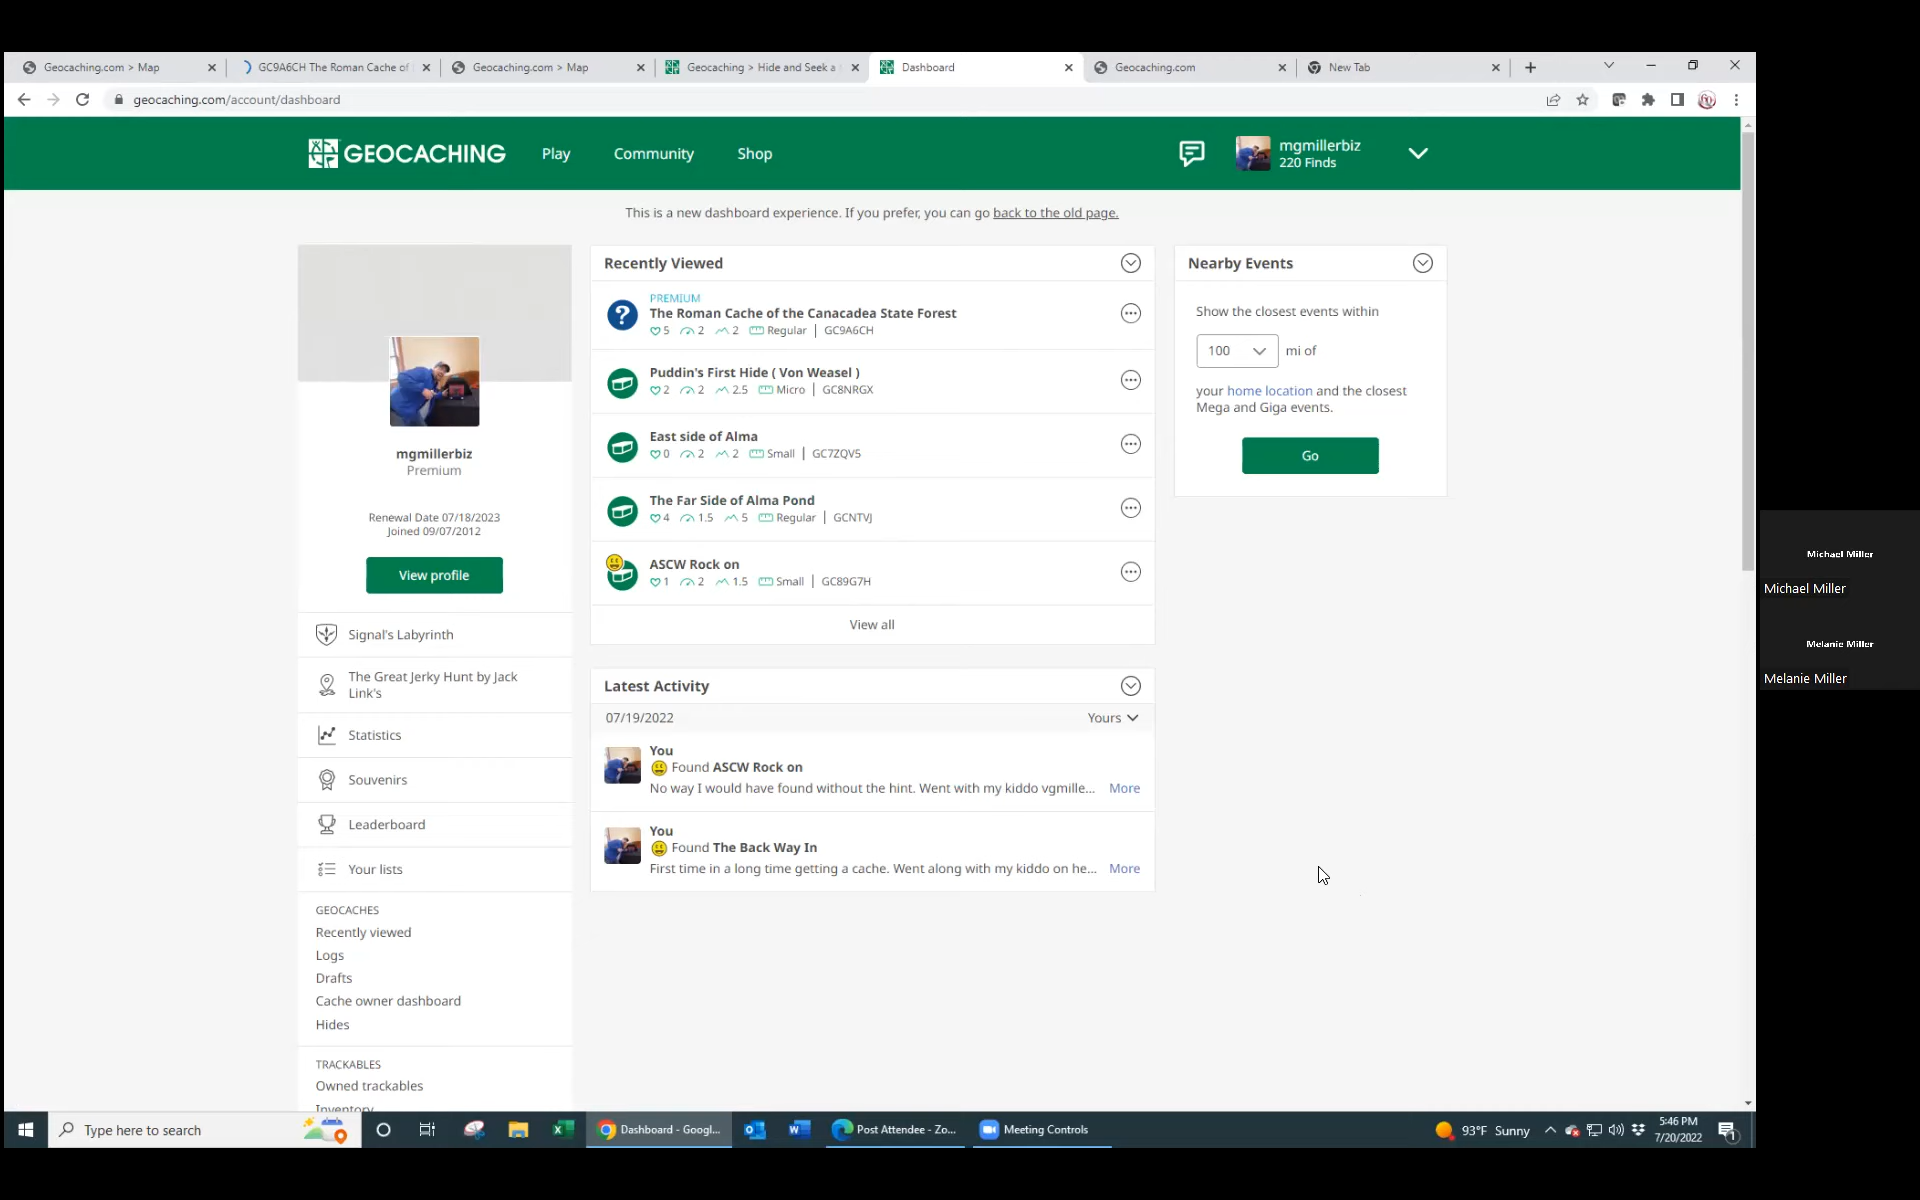 Geocaching.com > Map
GC9A6CH The Roman Cache of
Geocaching.com > Map
Geocaching > Hide and Seek a
Dashboard
Geocaching.com
New Tab
geocaching.com/account/dashboard
GEOCACHING
Play
Community
Shop
mgmillerbiz
220 Finds
This is a new dashboard experience. If you prefer, you can go back to the old page.
mgmillerbiz
Premium
Renewal Date 07/18/2023
Joined 09/07/2012
View profile
Signal's Labyrinth
The Great Jerky Hunt by Jack
Link's
Statistics
Souvenirs
Leaderboard
Your lists
GEOCACHES
Recently viewed
Logs
Drafts
Cache owner dashboard
Hides
TRACKABLES
Owned trackables
Inventory
Recently Viewed
PREMIUM
The Roman Cache of the Canacadea State Forest
5 2 2 Regular | GC9A6CH
Puddin's First Hide ( Von Weasel )
2 2 2.5 Micro | GC8NRGX
East side of Alma
0 2 2 Small | GC7ZQV5
The Far Side of Alma Pond
4 1.5 5 Regular | GCNTVJ
ASCW Rock on
1 2 1.5 Small | GC89G7H
View all
Latest Activity
07/19/2022 Yours
You
Found ASCW Rock on
No way I would have found without the hint. Went with my kiddo vgmille... More
You
Found The Back Way In
First time in a long time getting a cache. Went along with my kiddo on he... More
Nearby Events
Show the closest events within
100 mi of
your home location and the closest
Mega and Giga events.
Go
Michael Miller
Michael Miller
Melanie Miller
Melanie Miller
Type here to search
Dashboard - Googl...
Post Attendee - Zo...
Meeting Controls
93°F Sunny
5:46 PM
7/20/2022
1